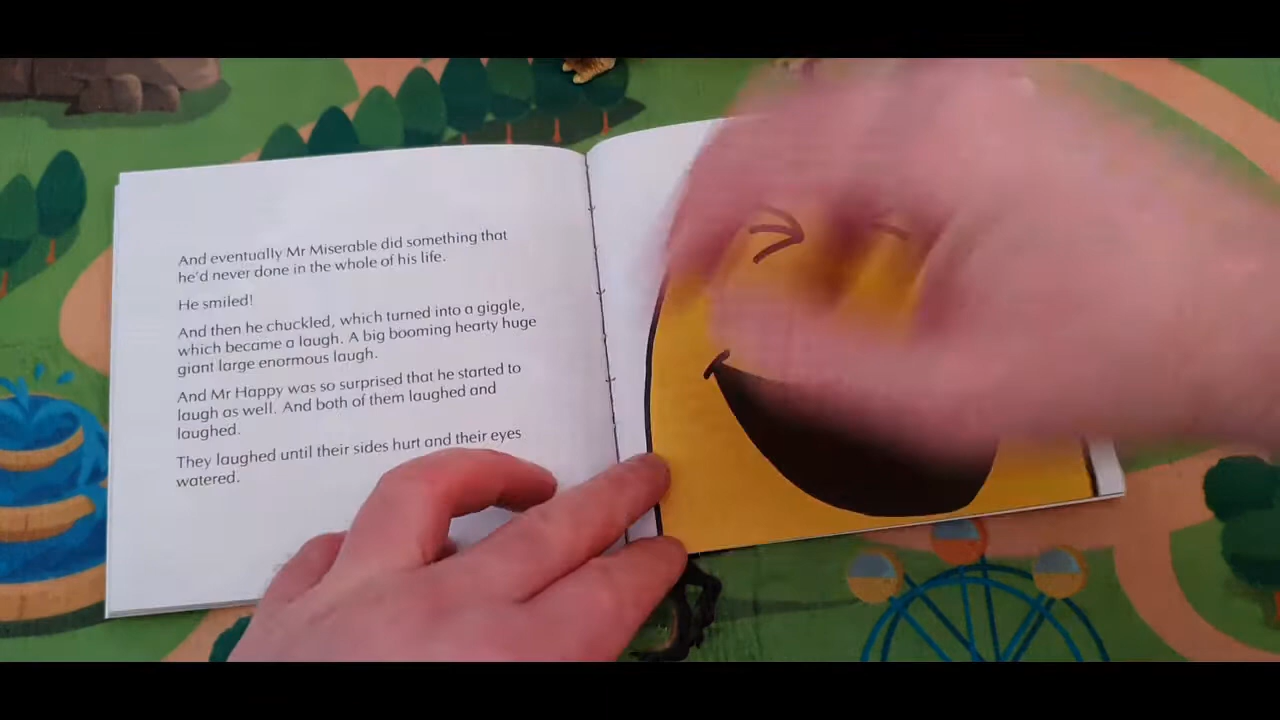 And eventually Mr Miserable did something that
he'd never done in the whole of his life.
He smiled!
And then he chuckled, which turned into a giggle,
which became a laugh. A big booming hearty huge
giant large enormous laugh.
And Mr Happy was so surprised that he started to
laugh as well. And both of them laughed and
laughed.
They laughed until their sides hurt and their eyes
watered.